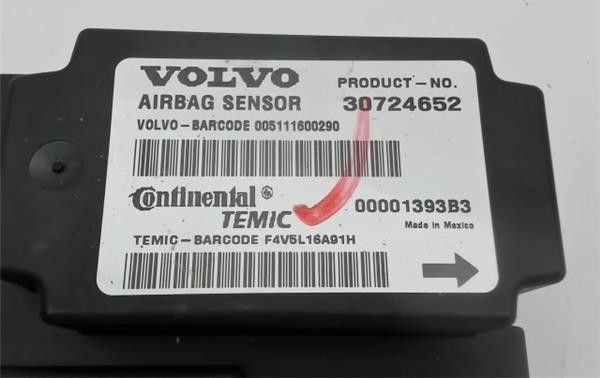 VOLVO
PRODUCT-NO.
AIRBAG SENSOR 30724652
VOLVO-BARCODE 005111600290
Continental
TEMIC
00001393B3
Made in Mexico
TEMIC-BARCODE F4V5L16A91H